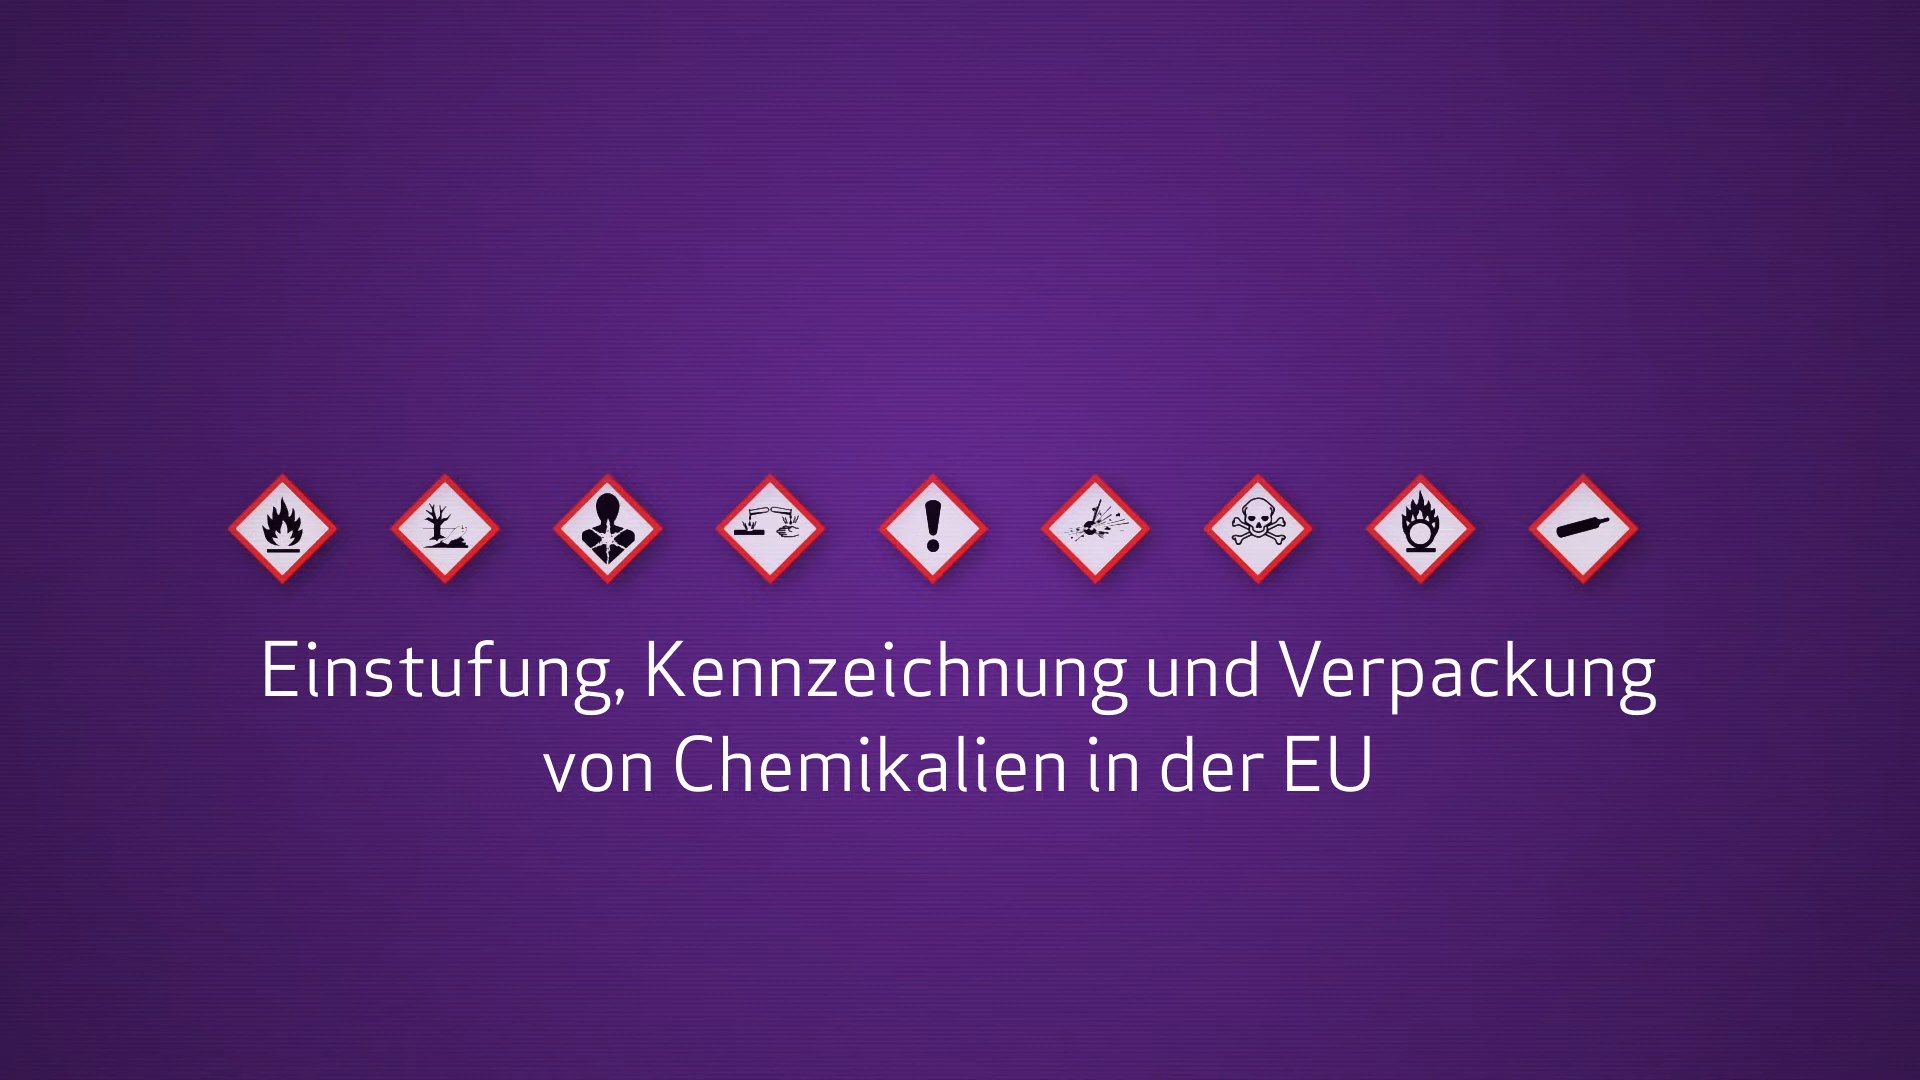 Einstufung, Kennzeichnung und Verpackung
von Chemikalien in der EU